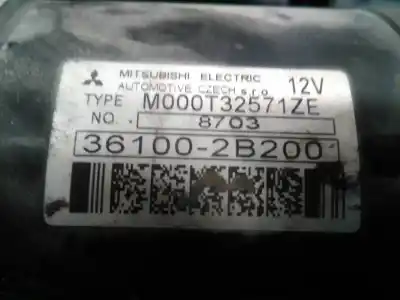 MITSUBISHI ELECTRIC
AUTOMOTIVE CZECH s.r.o. 12V
TYPE M000T32571ZE
NO. 8703
36100-2B200